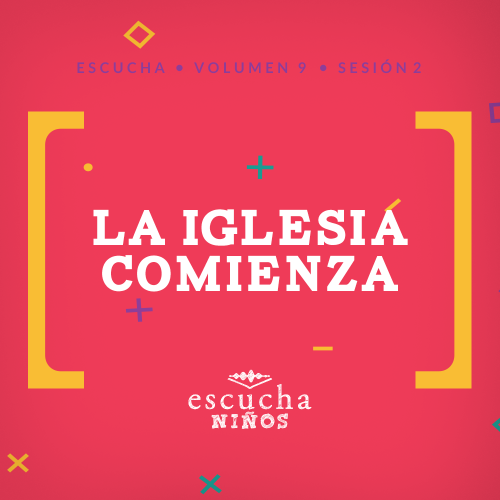 ESCUCHA • VOLUMEN 9 • SESIÓN 2
LA IGLESIA
COMIENZA
escucha
NIÑOS